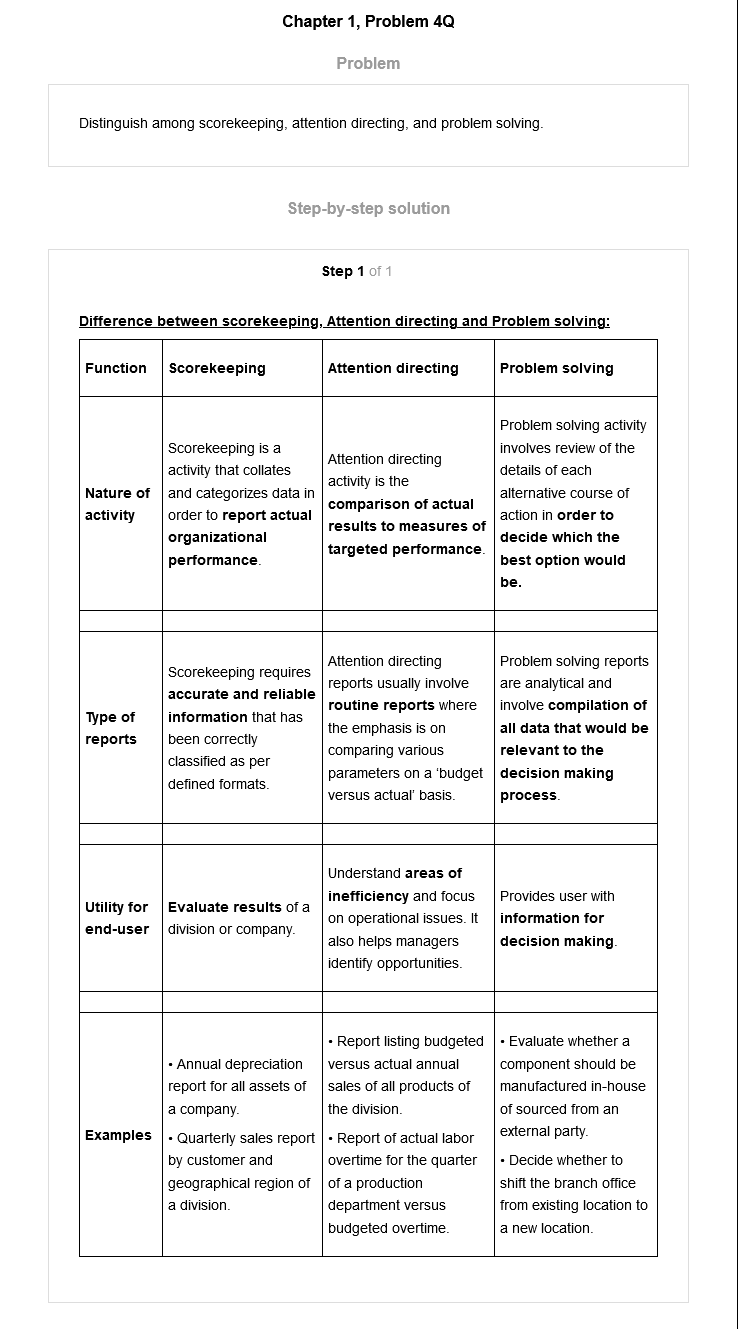 Chapter 1, Problem 4Q
Problem
Distinguish among scorekeeping, attention directing, and problem solving.
Step-by-step solution
Step 1 of 1
Difference between scorekeeping, Attention directing and Problem solving:
Function
Scorekeeping
Attention directing
Problem solving
Nature of
activity
Scorekeeping is a
activity that collates
and categorizes data in
order to report actual
organizational
performance.
Attention directing
activity is the
comparison of actual
results to measures of
targeted performance.
Problem solving activity
involves review of the
details of each
alternative course of
action in order to
decide which the
best option would
be.
Type of
reports
Scorekeeping requires
accurate and reliable
information that has
been correctly
classified as per
defined formats.
Attention directing
reports usually involve
routine reports where
the emphasis is on
comparing various
parameters on a ‘budget
versus actual’ basis.
Problem solving reports
are analytical and
involve compilation of
all data that would be
relevant to the
decision making
process.
Utility for
end-user
Evaluate results of a
division or company.
Understand areas of
inefficiency and focus
on operational issues. It
also helps managers
identify opportunities.
Provides user with
information for
decision making.
Examples
• Annual depreciation
report for all assets of
a company.
• Quarterly sales report
by customer and
geographical region of
a division.
• Report listing budgeted
versus actual annual
sales of all products of
the division.
• Report of actual labor
overtime for the quarter
of a production
department versus
budgeted overtime.
• Evaluate whether a
component should be
manufactured in-house
of sourced from an
external party.
• Decide whether to
shift the branch office
from existing location to
a new location.